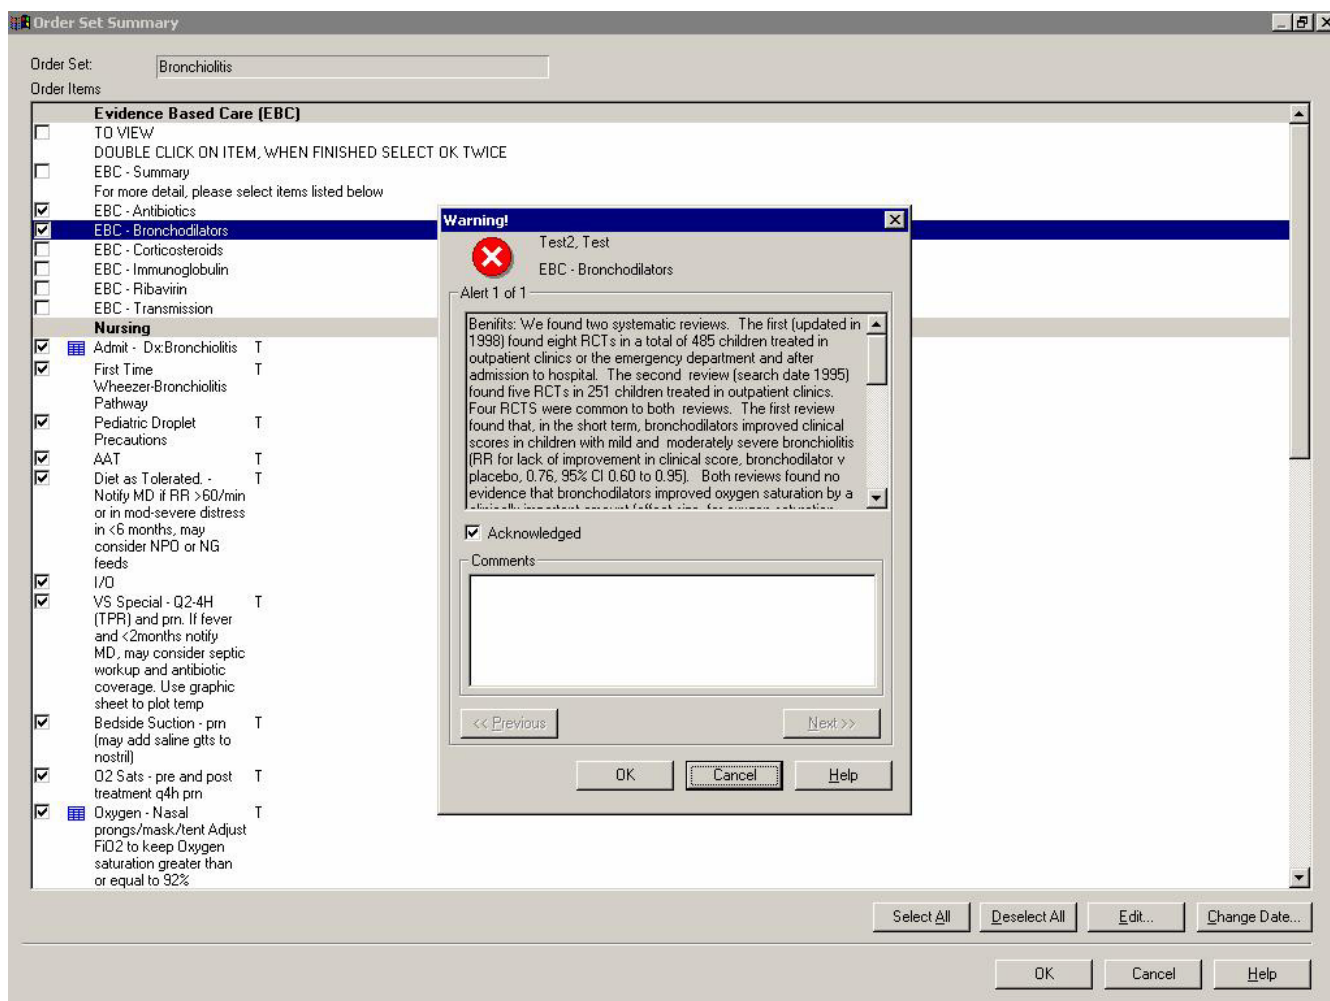 Order Set Summary
Order Set:
Bronchiolitis
Order Items
Evidence Based Care (EBC)
TO VIEW
DOUBLE CLICK ON ITEM, WHEN FINISHED SELECT OK TWICE
EBC - Summary
For more detail, please select items listed below
EBC - Antibiotics
EBC - Bronchodilators
EBC - Corticosteroids
EBC - Immunoglobulin
EBC - Ribavirin
EBC - Transmission
Nursing
Admit - Dx:Bronchiolitis T
First Time T
Wheezer-Bronchiolitis
Pathway
Pediatric Droplet T
Precautions
AAT T
Diet as Tolerated. - T
Notify MD if RR >60/min
or in mod-severe distress
in <6 months, may
consider NPO or NG
feeds
I/O
VS Special - Q2-4H T
(TPR) and prn. If fever
and <2months notify
MD, may consider septic
workup and antibiotic
coverage. Use graphic
sheet to plot temp
Bedside Suction - prn T
(may add saline gtts to
nostril)
O2 Sats - pre and post T
treatment q4h prn
Oxygen - Nasal T
prongs/mask/tent Adjust
FiO2 to keep Oxygen
saturation greater than
or equal to 92%
Warning!
Test2, Test
EBC - Bronchodilators
Alert 1 of 1
Benifits: We found two systematic reviews. The first (updated in
1998) found eight RCTs in a total of 485 children treated in
outpatient clinics or the emergency department and after
admission to hospital. The second review (search date 1995)
found five RCTs in 251 children treated in outpatient clinics.
Four RCTS were common to both reviews. The first review
found that, in the short term, bronchodilators improved clinical
scores in children with mild and moderately severe bronchiolitis
(RR for lack of improvement in clinical score, bronchodilator v
placebo, 0.76, 95% CI 0.60 to 0.95). Both reviews found no
evidence that bronchodilators improved oxygen saturation by a
Acknowledged
Comments
<< Previous
Next >>
OK
Cancel
Help
Select All
Deselect All
Edit...
Change Date...
OK
Cancel
Help